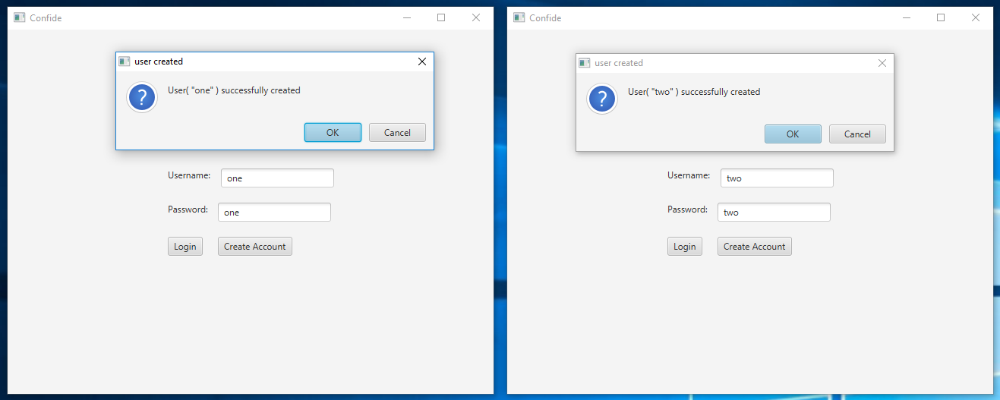 Confide
user created
?
User( "one" ) successfully created
OK Cancel
Username: one
Password: one
Login Create Account
Confide
user created
?
User( "two" ) successfully created
OK Cancel
Username: two
Password: two
Login Create Account